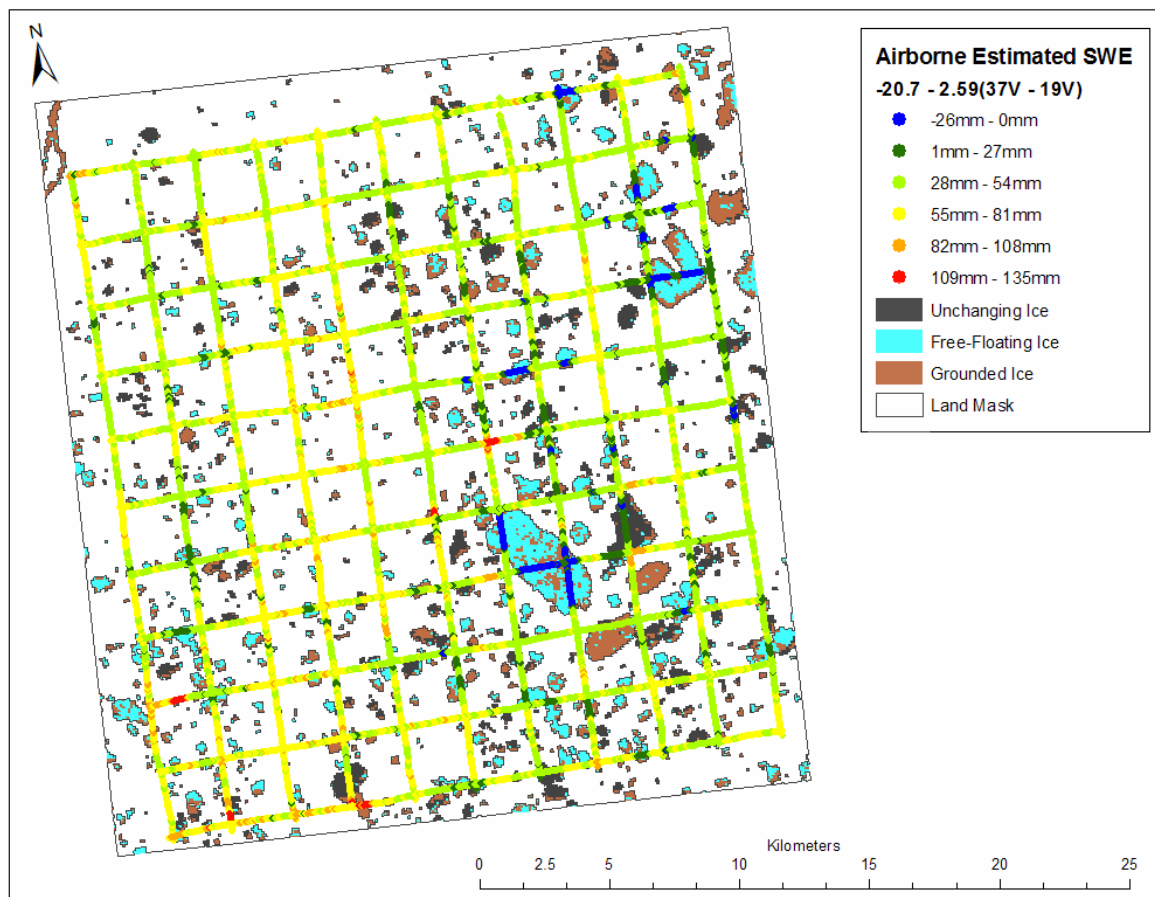 N
Airborne Estimated SWE
-20.7 - 2.59(37V - 19V)
-26mm - 0mm
1mm - 27mm
28mm - 54mm
55mm - 81mm
82mm - 108mm
109mm - 135mm
Unchanging Ice
Free-Floating Ice
Grounded Ice
Land Mask
Kilometers
0 2.5 5 10 15 20 25